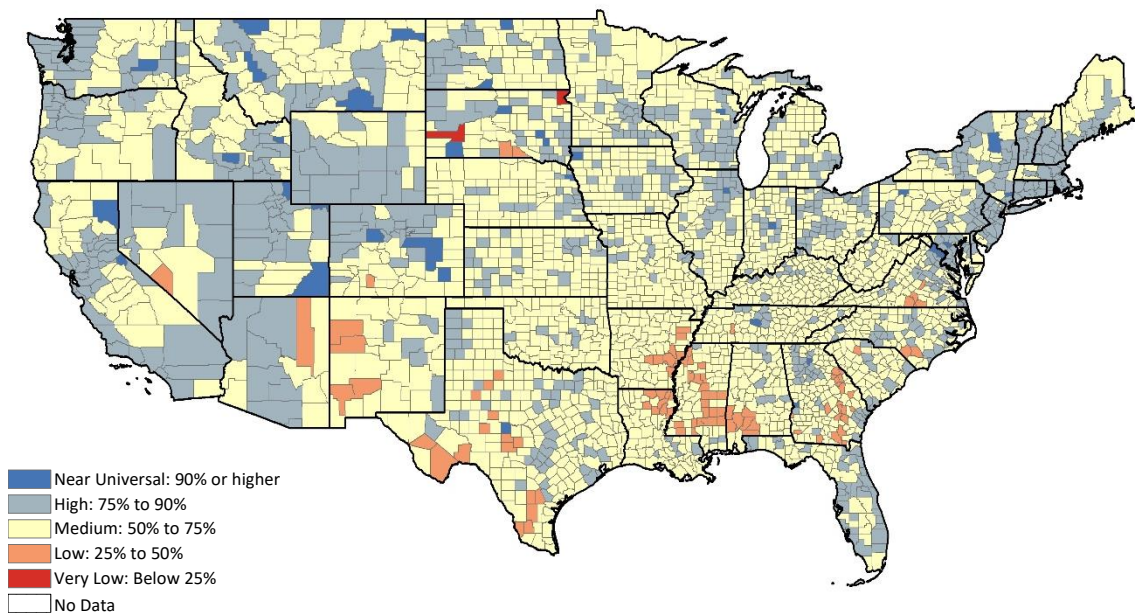 Near Universal: 90% or higher
High: 75% to 90%
Medium: 50% to 75%
Low: 25% to 50%
Very Low: Below 25%
No Data